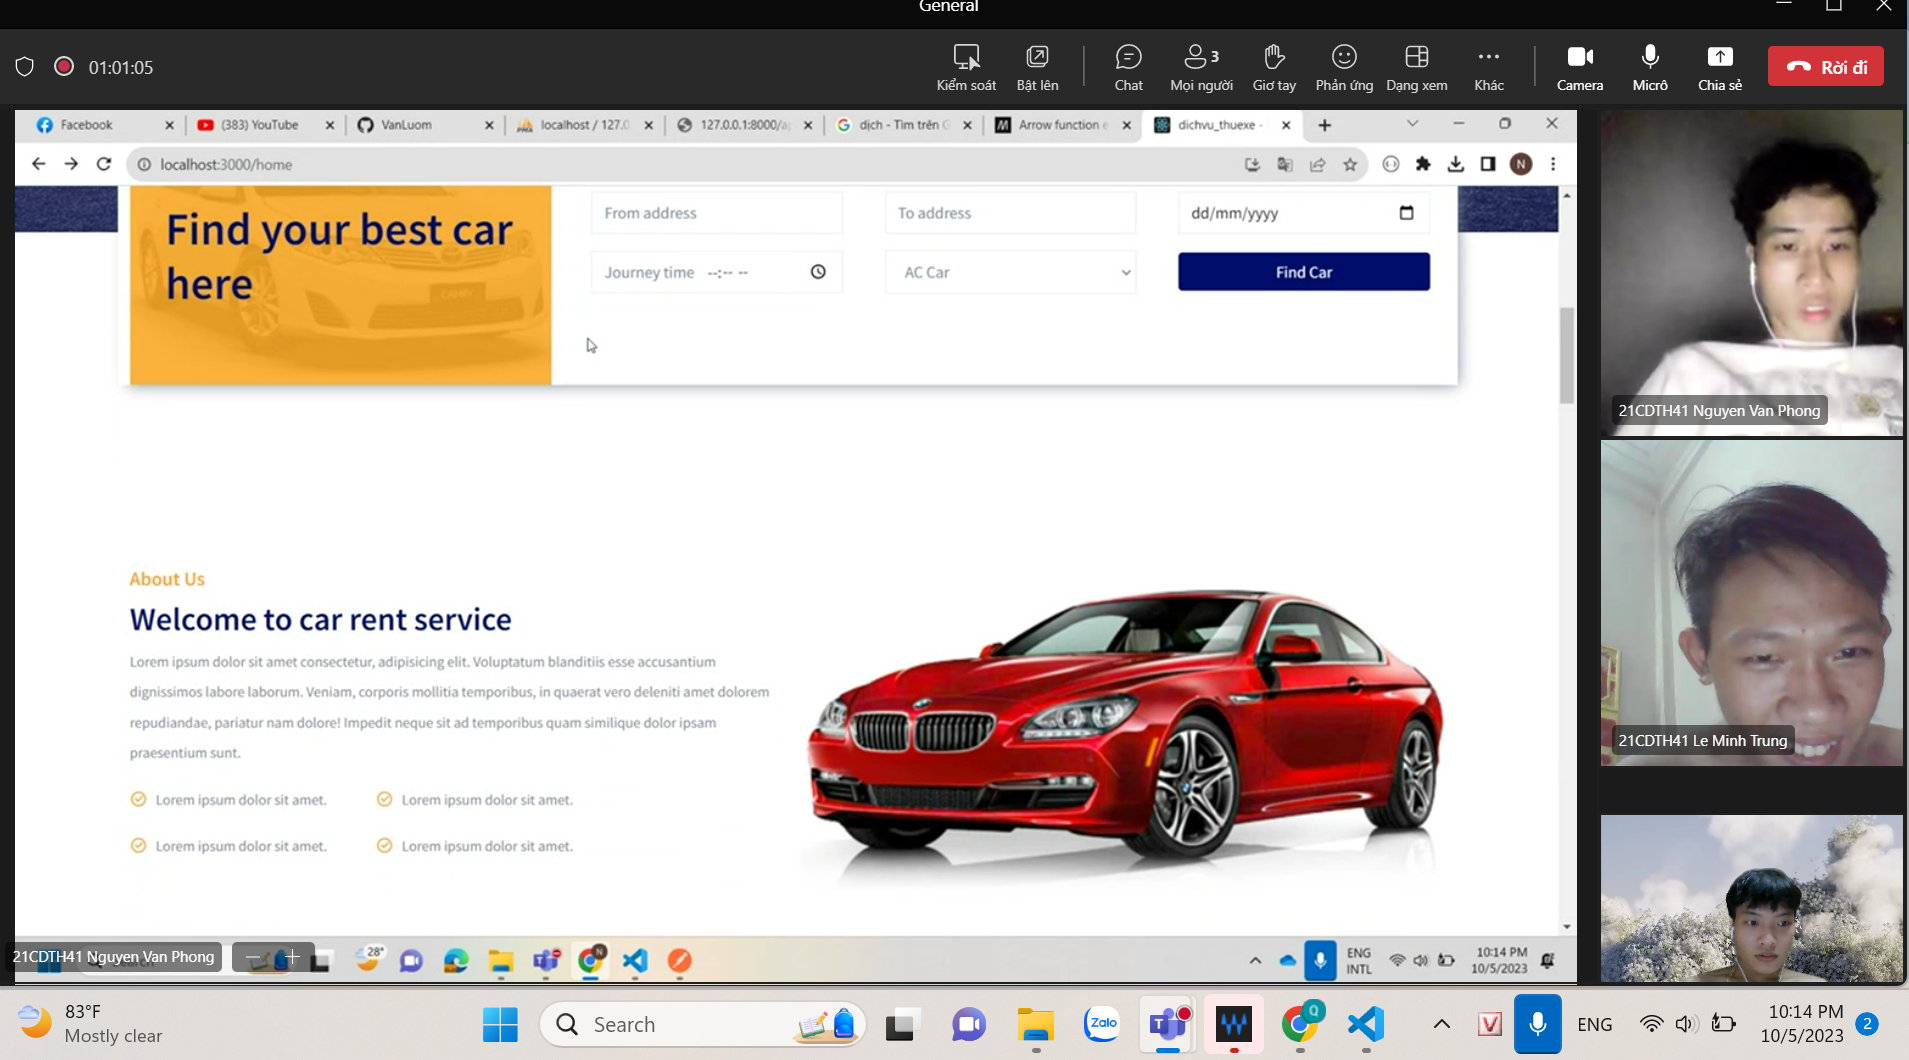 General
01:01:05
Kiểm soát
Bật lên
Chat
3
Mọi người
Giơ tay
Phản ứng
Dạng xem
Khác
Camera
Micrô
Chia sẻ
Rời đi
Facebook
(383) YouTube
VanLuom
localhost / 127.0
127.0.0.1:8000/a
dịch - Tìm trên G
Arrow function e
dichvu_thuexe -
localhost:3000/home
N
Find your best car
here
CAMRY
From address
To address
dd/mm/yyyy
Journey time --:-- --
AC Car
Find Car
About Us
Welcome to car rent service
Lorem ipsum dolor sit amet consectetur, adipisicing elit. Voluptatum blanditiis esse accusantium
dignissimos labore laborum. Veniam, corporis mollitia temporibus, in quaerat vero deleniti amet dolorem
repudiandae, pariatur nam dolore! Impedit neque sit ad temporibus quam similique dolor ipsam
praesentium sunt.
Lorem ipsum dolor sit amet.
Lorem ipsum dolor sit amet.
Lorem ipsum dolor sit amet.
Lorem ipsum dolor sit amet.
21CDTH41 Nguyen Van Phong
21CDTH41 Le Minh Trung
21CDTH41 Nguyen Van Phong
28°
N
ENG
INTL
10:14 PM
10/5/2023
83°F
Mostly clear
Search
Zalo
Q
V
ENG
10:14 PM
10/5/2023
2